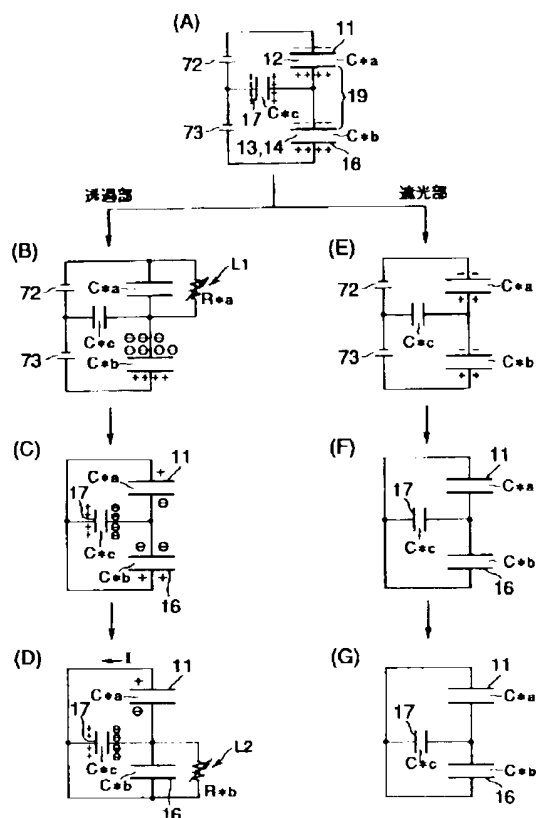 (A)
11
72
12
C*a
19
17
C*c
73
C*b
13,14
16
透過部
遮光部
(B)
L1
C*a
R*a
72
C*c
73
C*b
(E)
72
C*a
C*c
73
C*b
(C)
11
C*a
17
C*c
C*b
16
(F)
11
C*a
17
C*c
C*b
16
(D)
I
11
C*a
17
L2
C*c
C*b
R*b
16
(G)
11
C*a
17
C*c
C*b
16